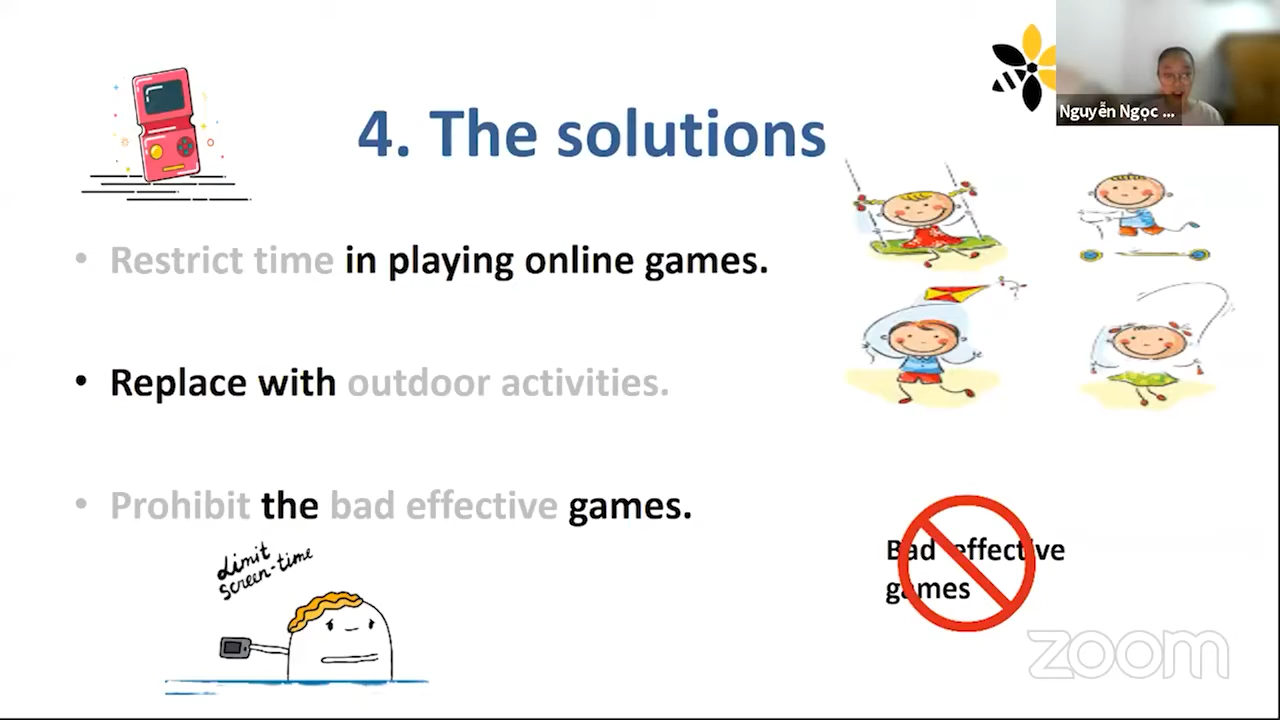 Nguyễn Ngọc ...
4. The solutions
• Restrict time in playing online games.
• Replace with outdoor activities.
• Prohibit the bad effective games.
Limit
screen-time
Bad effective
games
zoom